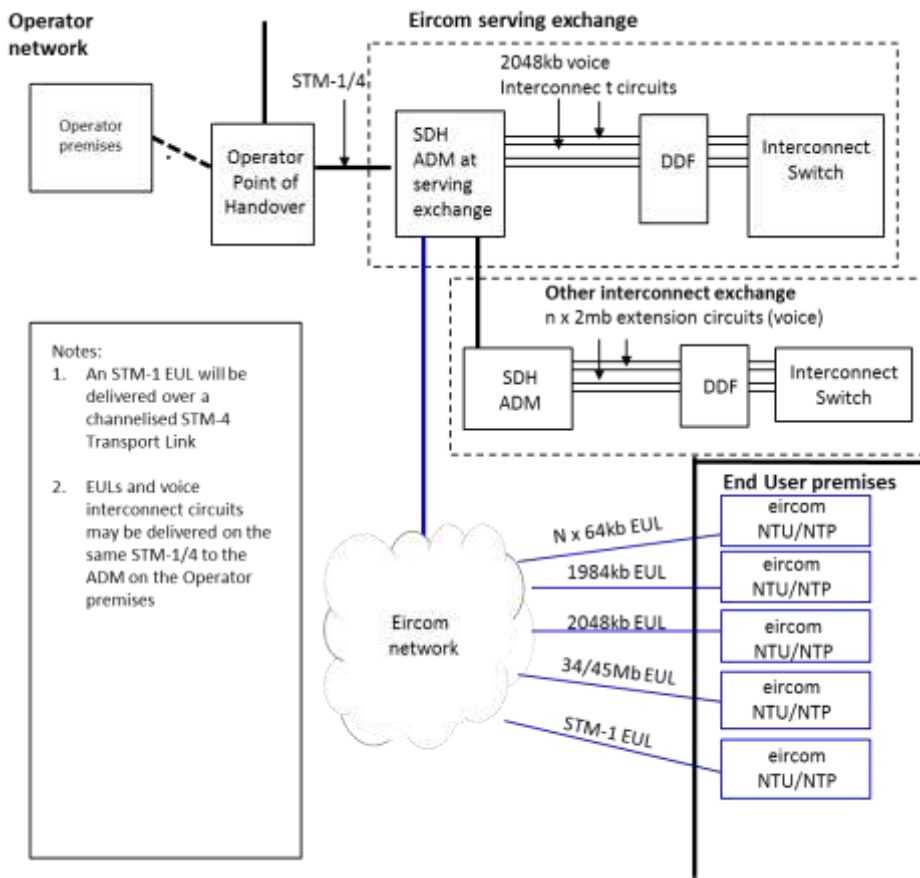 Operator
network
Eircom serving exchange
STM-1/4
2048kb voice
Interconnec t circuits
Operator
premises
Operator
Point of
Handover
SDH
ADM at
serving
exchange
DDF
Interconnect
Switch
Other interconnect exchange
n x 2mb extension circuits (voice)
SDH
ADM
DDF
Interconnect
Switch
Notes:
1. An STM-1 EUL will be
delivered over a
channelised STM-4
Transport Link
2. EULs and voice
interconnect circuits
may be delivered on the
same STM-1/4 to the
ADM on the Operator
premises
Eircom
network
End User premises
N x 64kb EUL
eircom
NTU/NTP
1984kb EUL
eircom
NTU/NTP
2048kb EUL
eircom
NTU/NTP
34/45Mb EUL
eircom
NTU/NTP
STM-1 EUL
eircom
NTU/NTP